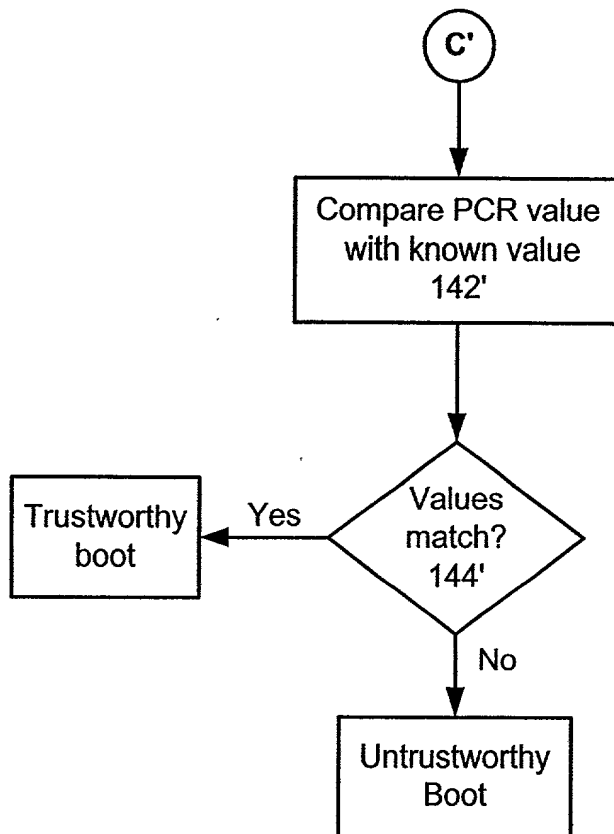 C'
Compare PCR value
with known value
142'
Values
match?
144'
Yes
Trustworthy
boot
No
Untrustworthy
Boot